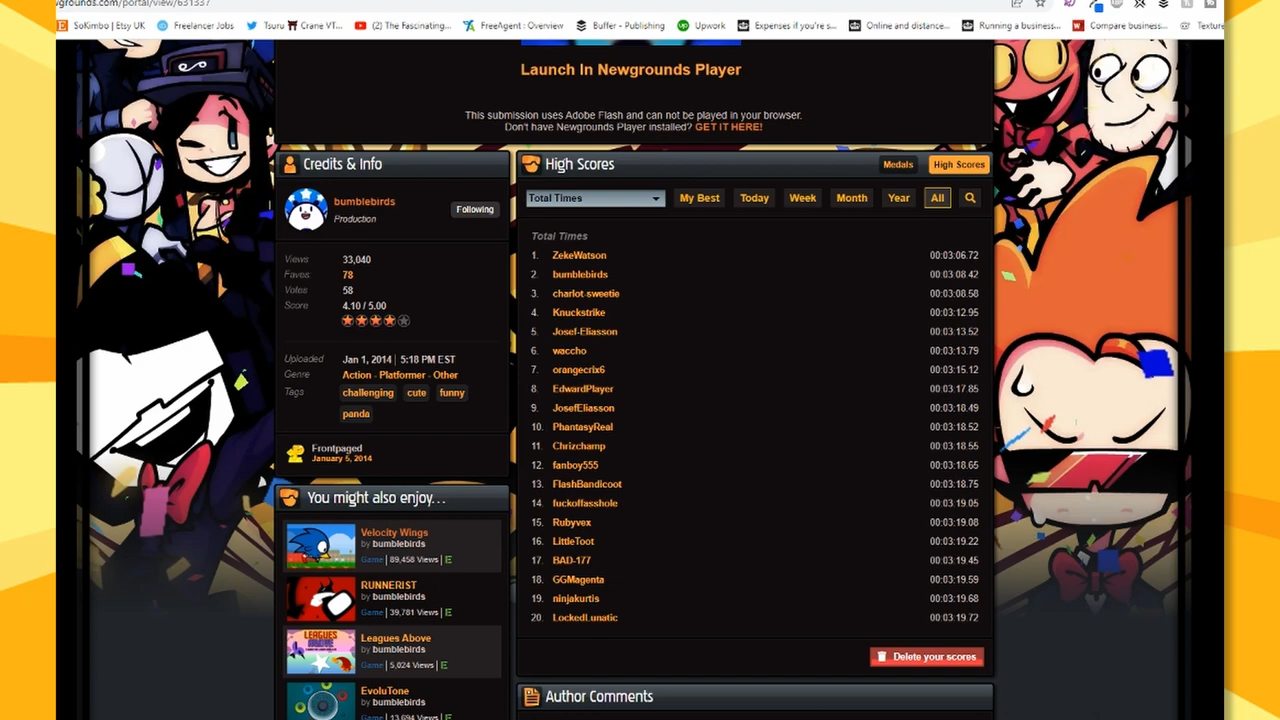 wgrounds.com/portal/view/631337
SoKimbo | Etsy UK
Freelancer Jobs
Tsuru
Crane VT...
(2) The Fascinating...
FreeAgent : Overview
Buffer - Publishing
Upwork
Expenses if you're s...
Online and distance...
Running a business...
Compare business...
Texture
Launch In Newgrounds Player
This submission uses Adobe Flash and can not be played in your browser.
Don't have Newgrounds Player installed? GET IT HERE!
Credits & Info
bumblebirds
Production
Following
Views 33,040
Faves: 78
Votes 58
Score 4.10 / 5.00
Uploaded Jan 1, 2014 | 5:18 PM EST
Genre Action - Platformer - Other
Tags challenging cute funny
panda
Frontpaged
January 5, 2014
You might also enjoy...
Velocity Wings
by bumblebirds
Game | 89,458 Views | E
RUNNERIST
by bumblebirds
Game | 39,781 Views | E
LEAGUES
ABOVE
Leagues Above
by bumblebirds
Game | 5,024 Views | E
EvoluTone
by bumblebirds
Game | 13,694 Views | E
High Scores
Medals
High Scores
Total Times
My Best
Today
Week
Month
Year
All
Total Times
1. ZekeWatson 00:03:06.72
2. bumblebirds 00:03:08.42
3. charlot-sweetie 00:03:08.58
4. Knuckstrike 00:03:12.95
5. Josef-Eliasson 00:03:13.52
6. waccho 00:03:13.79
7. orangecrix6 00:03:15.12
8. EdwardPlayer 00:03:17.85
9. JosefEliasson 00:03:18.49
10. PhantasyReal 00:03:18.52
11. Chrizchamp 00:03:18.55
12. fanboy555 00:03:18.65
13. FlashBandicoot 00:03:18.75
14. fuckoffasshole 00:03:19.05
15. Rubyvex 00:03:19.08
16. LittleToot 00:03:19.22
17. BAD-177 00:03:19.45
18. GGMagenta 00:03:19.59
19. ninjakurtis 00:03:19.68
20. LockedLunatic 00:03:19.72
Delete your scores
Author Comments